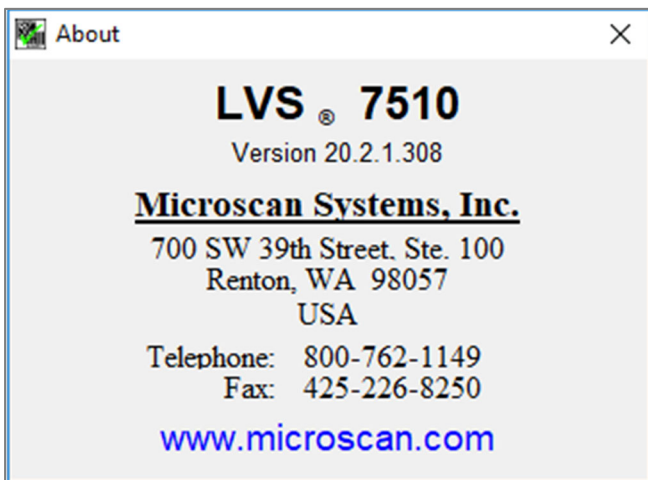 About
LVS ® 7510
Version 20.2.1.308
Microscan Systems, Inc.
700 SW 39th Street, Ste. 100
Renton, WA 98057
USA
Telephone: 800-762-1149
Fax: 425-226-8250
www.microscan.com